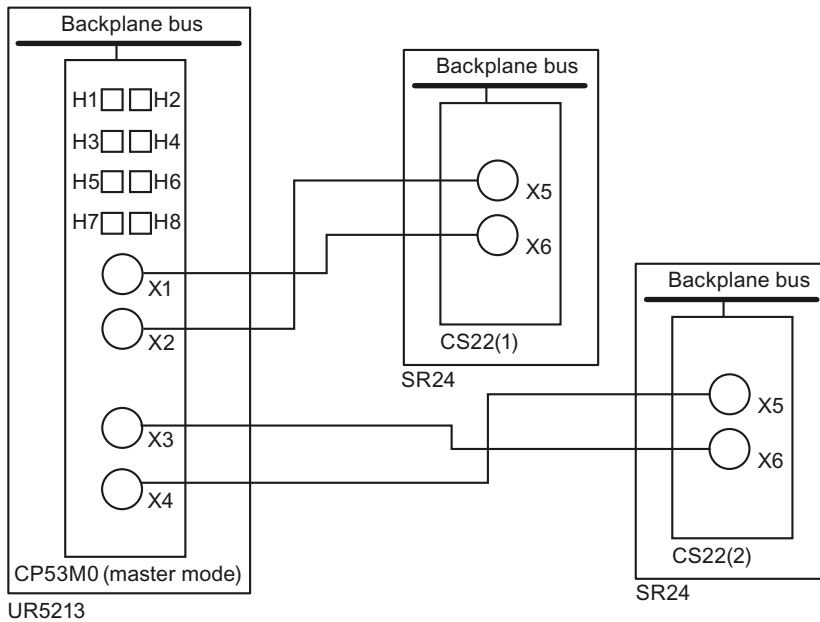 Backplane bus
H1 H2
H3 H4
H5 H6
H7 H8
X1
X2
X3
X4
CP53M0 (master mode)
UR5213
Backplane bus
X5
X6
CS22(1)
SR24
Backplane bus
X5
X6
CS22(2)
SR24